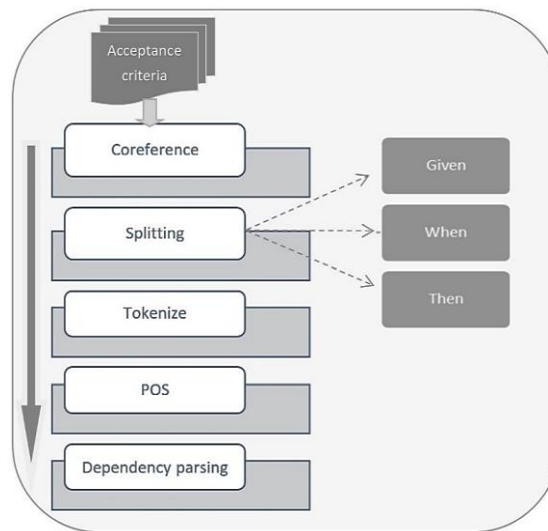 Acceptance
criteria
Coreference
Given
Splitting
When
Then
Tokenize
POS
Dependency parsing